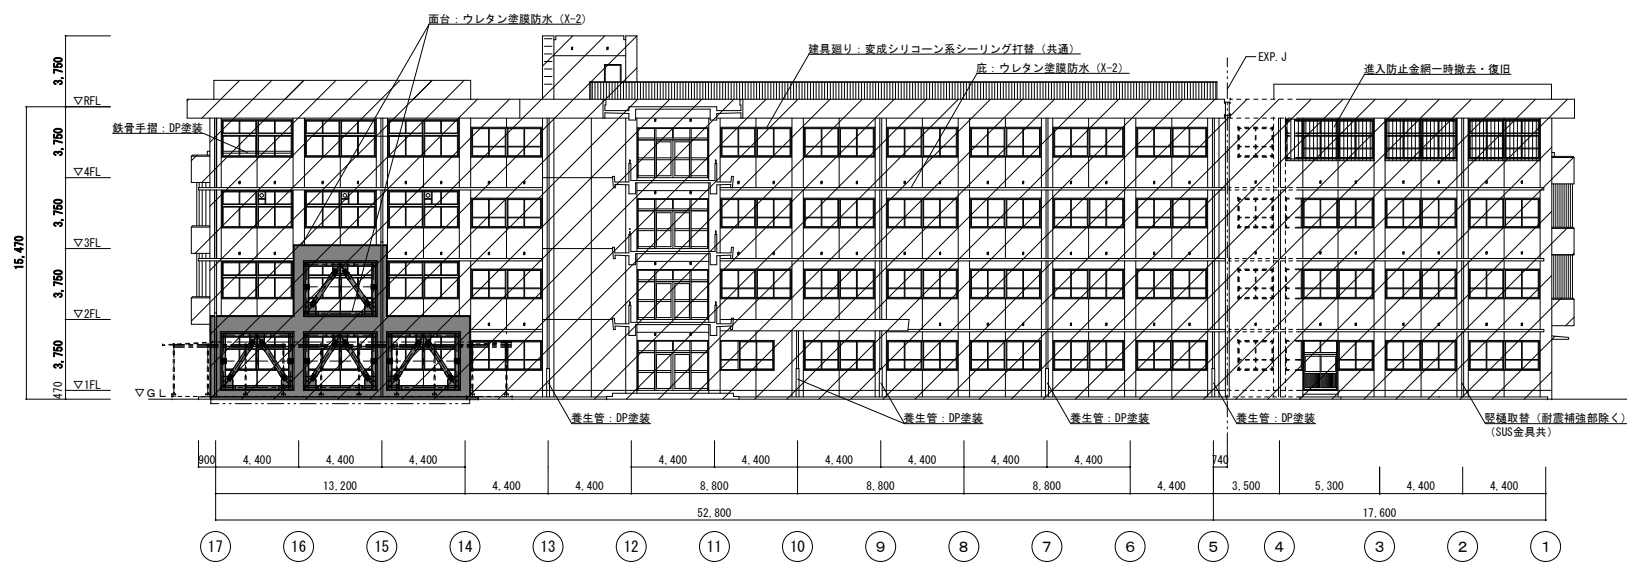 面台：ウレタン塗膜防水（X-2）
建具廻り：変成シリコーン系シーリング打替（共通）
EXP.J
庇：ウレタン塗膜防水（X-2）
進入防止金網一時撤去・復旧
3,750
▽RFL
鉄骨手摺：DP塗装
3,750
▽4FL
3,750
▽3FL
15,470
3,750
▽2FL
3,750
▽1FL
470
▽GL
養生管：DP塗装
養生管：DP塗装
養生管：DP塗装
養生管：DP塗装
竪樋取替（耐震補強部除く）
（SUS金具共）
900 4,400 4,400 4,400 4,400 4,400 4,400 4,400 4,400 4,400 740
13,200 4,400 4,400 8,800 8,800 8,800 4,400 3,500 5,300 4,400 4,400
52,800 17,600
17 16 15 14 13 12 11 10 9 8 7 6 5 4 3 2 1